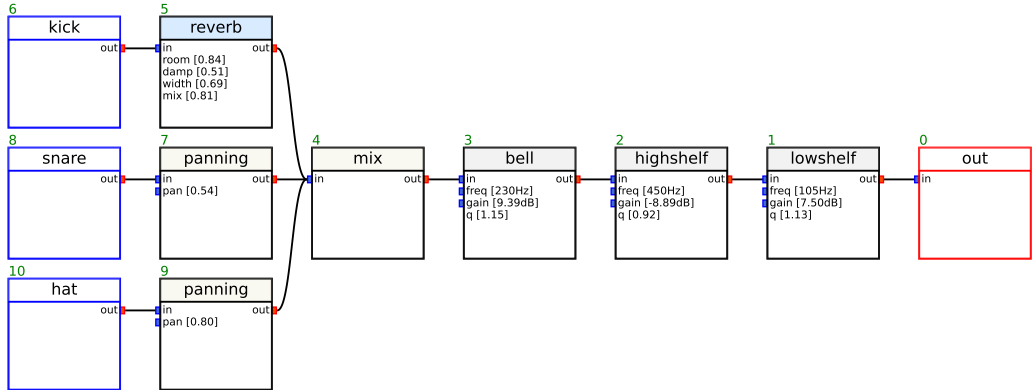 6
kick
out
5
reverb
in out
room [0.84]
damp [0.51]
width [0.69]
mix [0.81]
8
snare
out
7
panning
in out
pan [0.54]
4
mix
in out
3
bell
in out
freq [230Hz]
gain [9.39dB]
q [1.15]
2
highshelf
in out
freq [450Hz]
gain [-8.89dB]
q [0.92]
1
lowshelf
in out
freq [105Hz]
gain [7.50dB]
q [1.13]
0
out
in
10
hat
out
9
panning
in out
pan [0.80]